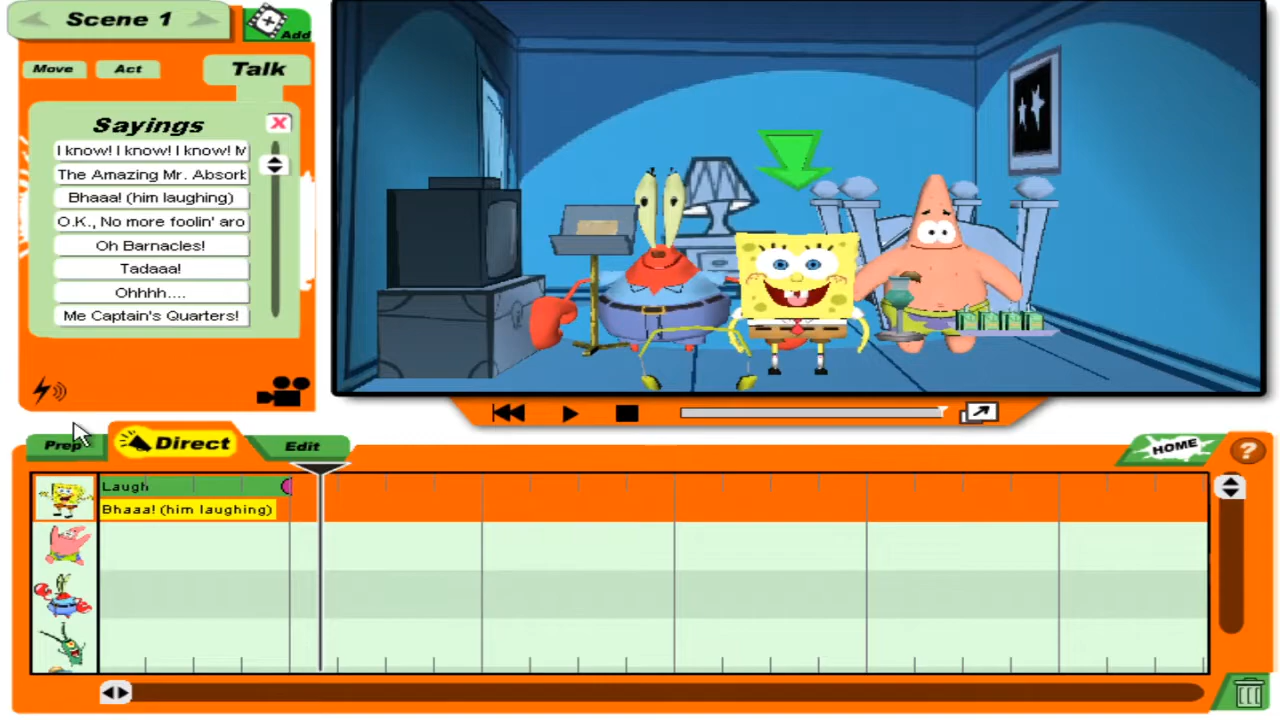 Scene 1
Add
Move
Act
Talk
Sayings
I know! I know! I know! M
The Amazing Mr. Absork
Bhaaa! (him laughing)
O.K., No more foolin' aro
Oh Barnacles!
Tadaaa!
Ohhhh....
Me Captain's Quarters!
Prep
Direct
Edit
HOME
?
Laugh
Bhaaa! (him laughing)